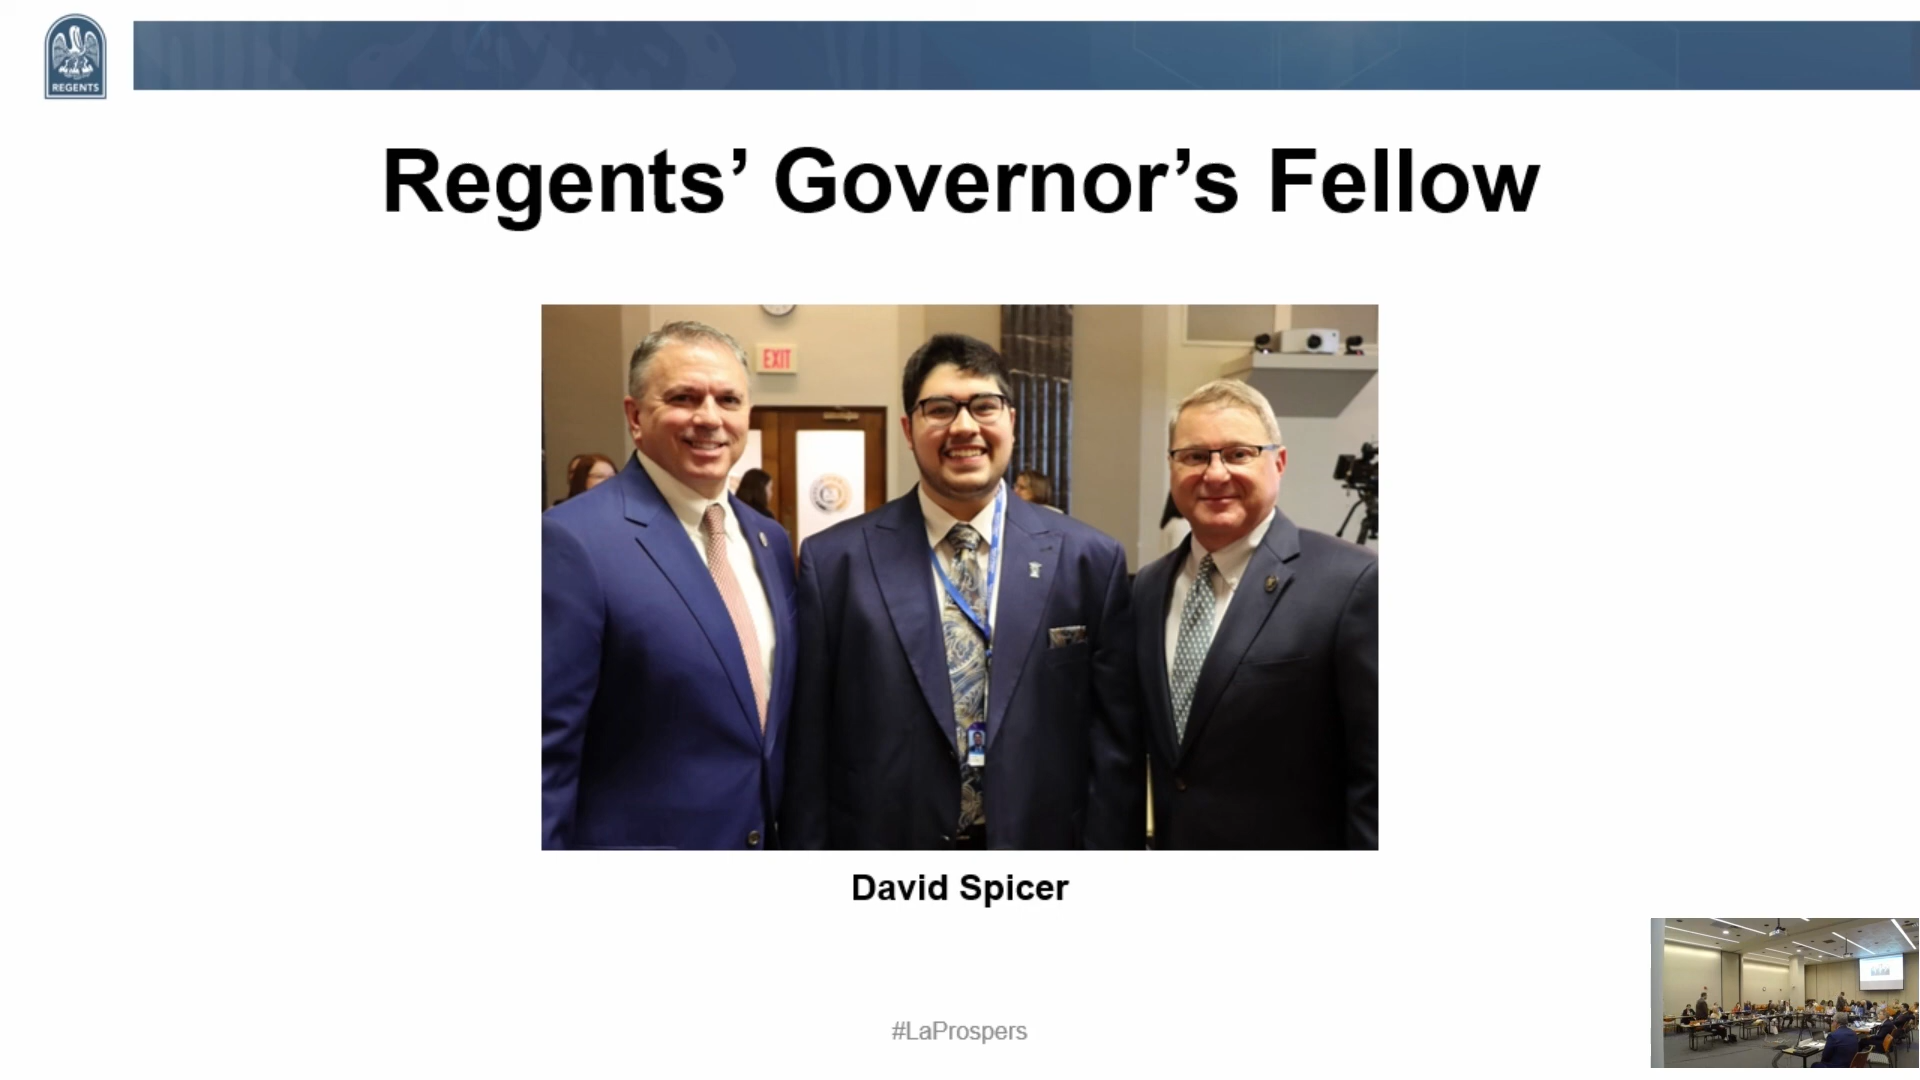 REGENTS
Regents’ Governor’s Fellow
EXIT
David Spicer
#LaProspers